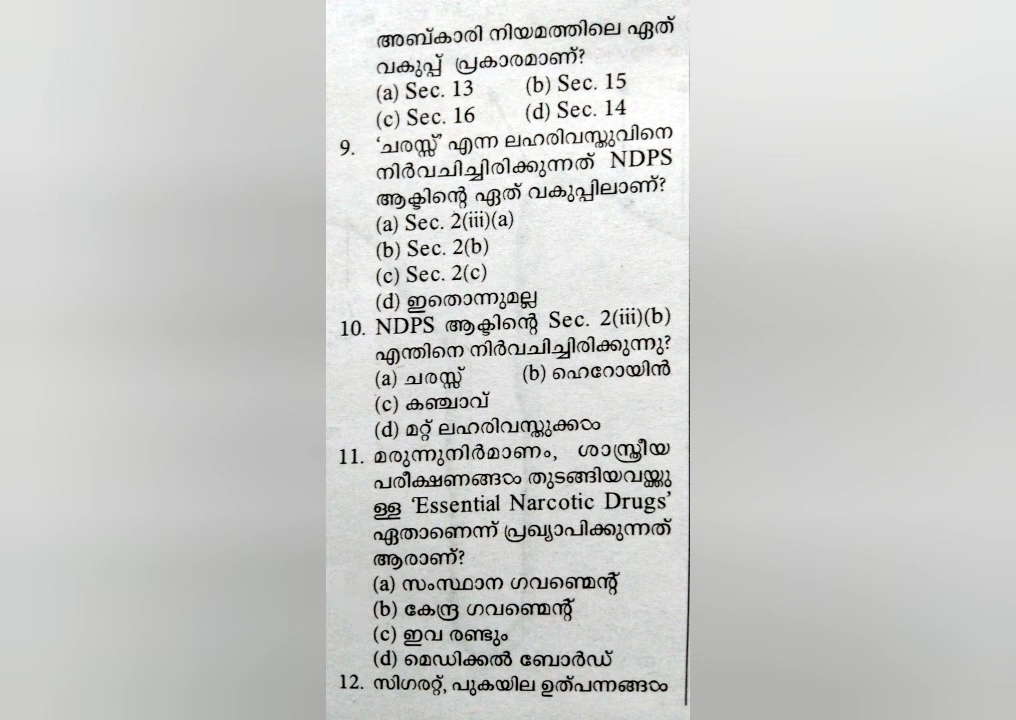 അബ്കാരി നിയമത്തിലെ ഏത്
വകുപ്പ് പ്രകാരമാണ്?
(a) Sec. 13 (b) Sec. 15
(c) Sec. 16 (d) Sec. 14
9. ‘ചരസ്സ്’ എന്ന ലഹരിവസ്തുവിനെ
നിർവചിച്ചിരിക്കുന്നത് NDPS
ആക്ടിന്റെ ഏത് വകുപ്പിലാണ്?
(a) Sec. 2(iii)(a)
(b) Sec. 2(b)
(c) Sec. 2(c)
(d) ഇതൊന്നുമല്ല
10. NDPS ആക്ടിന്റെ Sec. 2(iii)(b)
എന്തിനെ നിർവചിച്ചിരിക്കുന്നു?
(a) ചരസ്സ് (b) ഹെറോയിൻ
(c) കഞ്ചാവ്
(d) മറ്റ് ലഹരിവസ്തുക്കൾ
11. മരുന്നുനിർമാണം, ശാസ്ത്രീയ
പരീക്ഷണങ്ങൾ തുടങ്ങിയവയ്ക്കു
ള്ള ‘Essential Narcotic Drugs’
ഏതാണെന്ന് പ്രഖ്യാപിക്കുന്നത്
ആരാണ്?
(a) സംസ്ഥാന ഗവണ്മെന്റ്
(b) കേന്ദ്ര ഗവണ്മെന്റ്
(c) ഇവ രണ്ടും
(d) മെഡിക്കൽ ബോർഡ്
12. സിഗരറ്റ്, പുകയില ഉത്പന്നങ്ങൾ